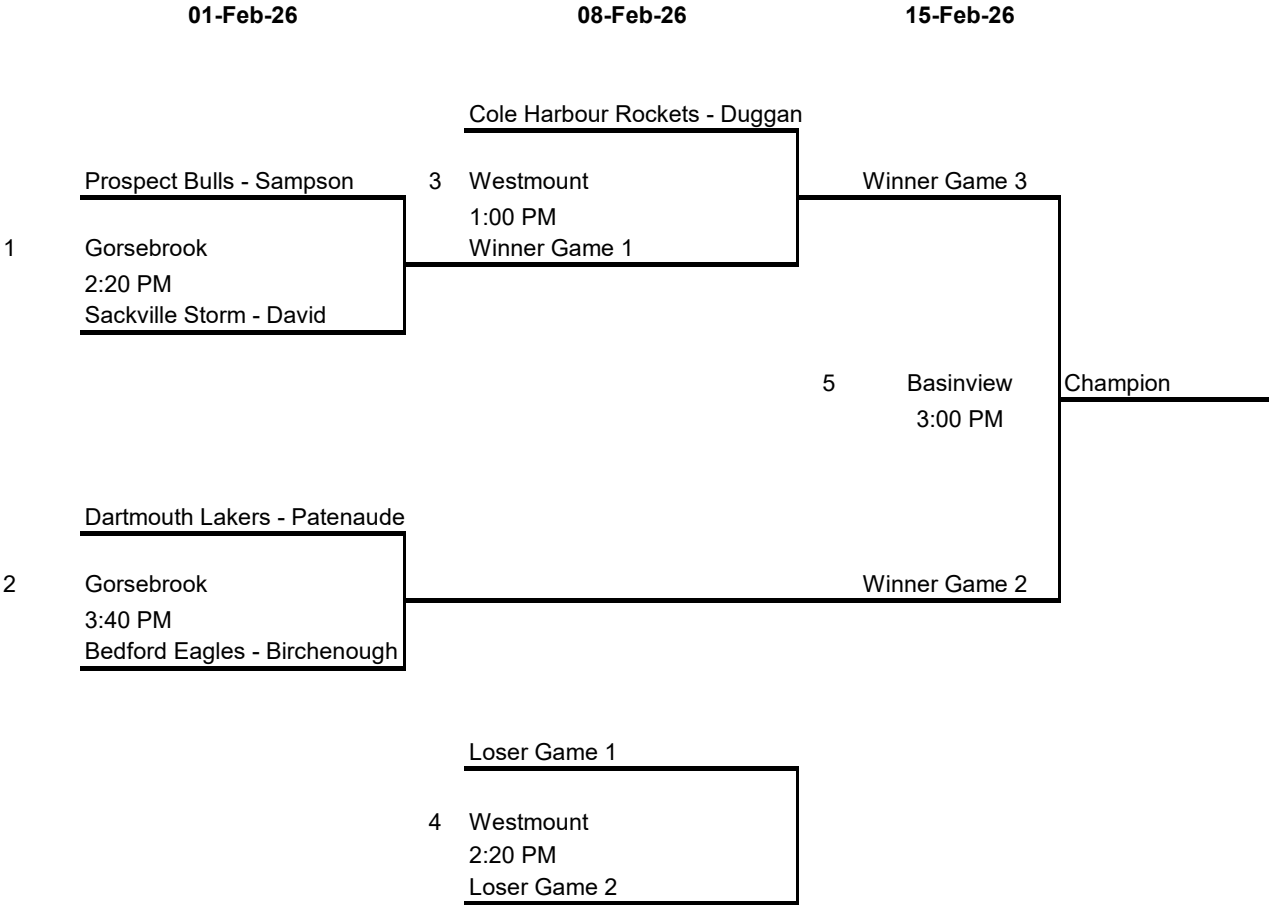 01-Feb-26 08-Feb-26 15-Feb-26
Cole Harbour Rockets - Duggan
Prospect Bulls - Sampson 3 Westmount Winner Game 3
1:00 PM
1 Gorsebrook Winner Game 1
2:20 PM
Sackville Storm - David
5 Basinview Champion
3:00 PM
Dartmouth Lakers - Patenaude
2 Gorsebrook Winner Game 2
3:40 PM
Bedford Eagles - Birchenough
Loser Game 1
4 Westmount
2:20 PM
Loser Game 2